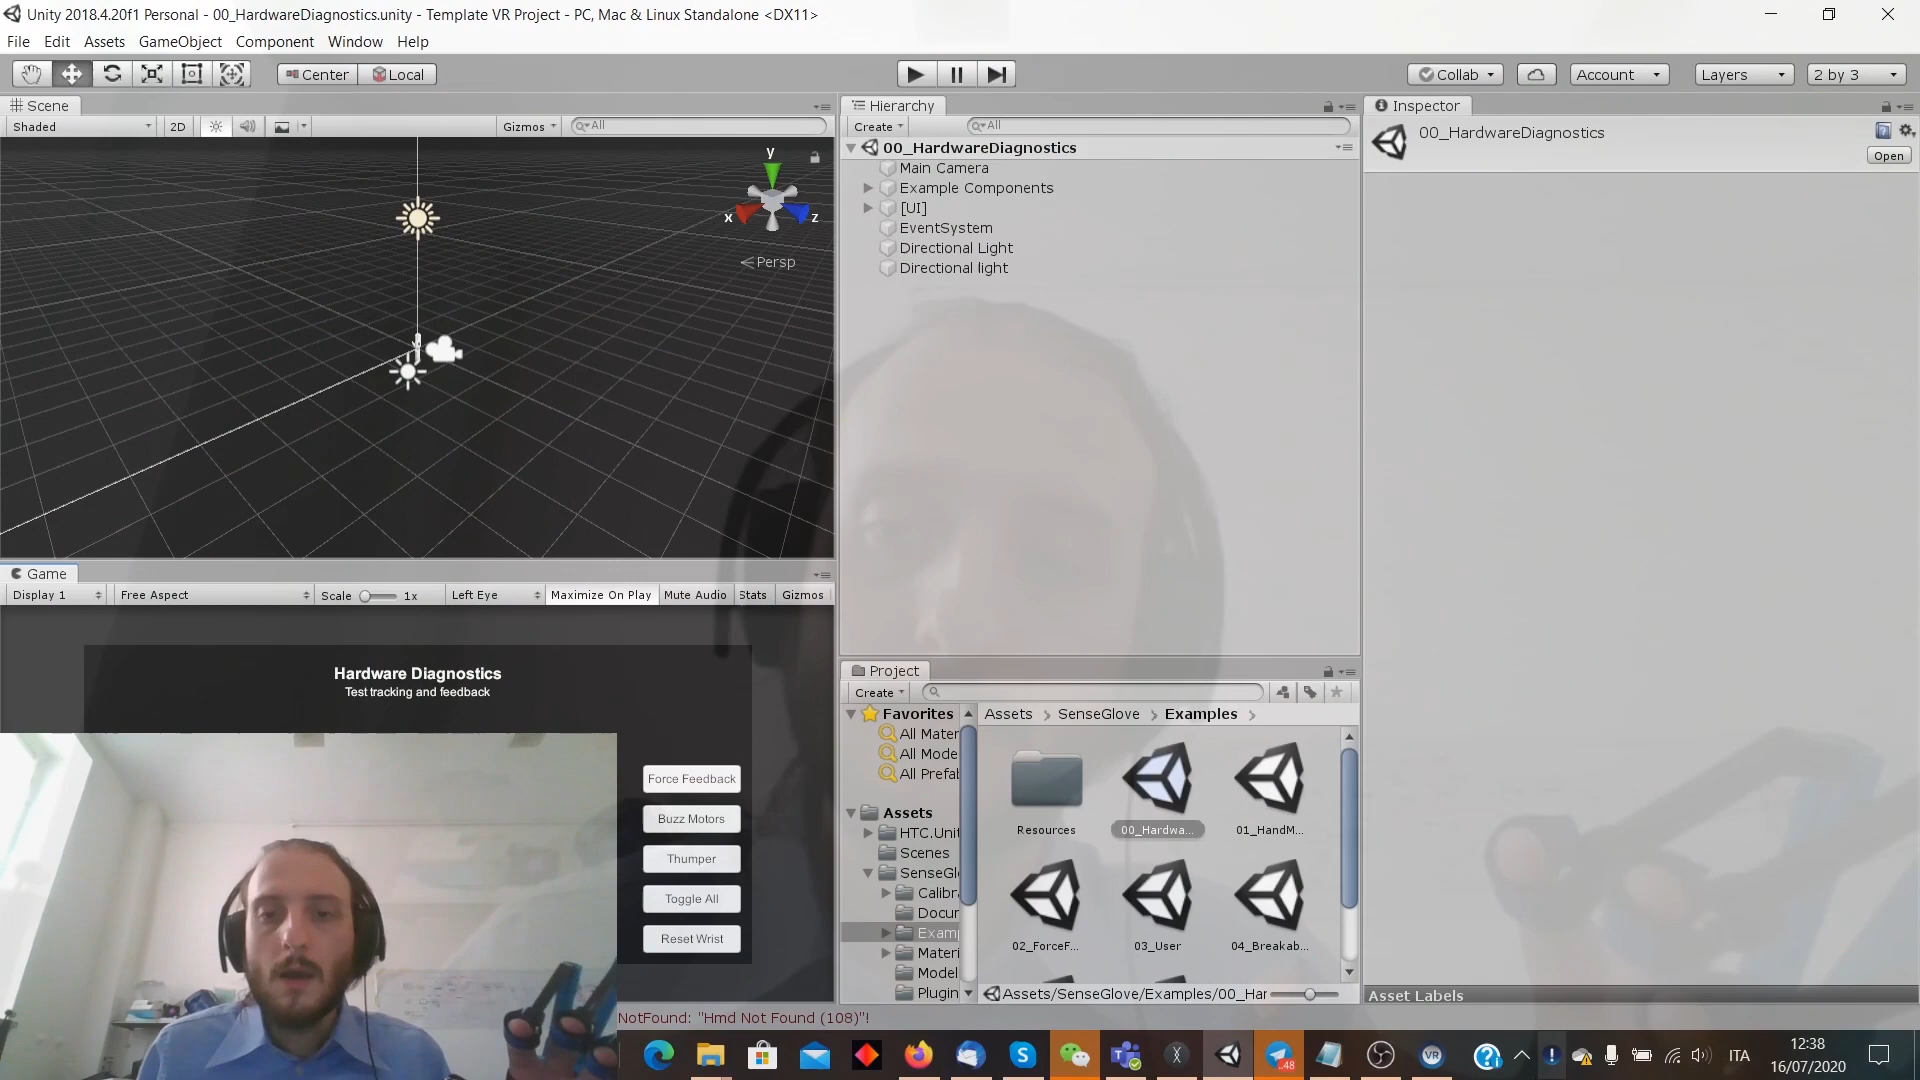 Unity 2018.4.20f1 Personal - 00_HardwareDiagnostics.unity - Template VR Project - PC, Mac & Linux Standalone <DX11>
File Edit Assets GameObject Component Window Help
Center Local Collab Account Layers 2 by 3
Scene
Shaded 2D Gizmos All
y
x z
Persp
Hierarchy
Create All
00_HardwareDiagnostics
Main Camera
Example Components
[UI]
EventSystem
Directional Light
Directional light
Inspector
00_HardwareDiagnostics
Open
Game
Display 1 Free Aspect Scale 1x Left Eye Maximize On Play Mute Audio Stats Gizmos
Hardware Diagnostics
Test tracking and feedback
Force Feedback
Buzz Motors
Thumper
Toggle All
Reset Wrist
Project
Create
Favorites
All Mater
All Mode
All Prefab
Assets
HTC.Unit
Scenes
SenseGl
Calibra
Docur
Examp
Materi
Model
Plugin
Assets > SenseGlove > Examples >
Resources 00_Hardwa... 01_HandM...
02_ForceF... 03_User 04_Breakab...
Assets/SenseGlove/Examples/00_Har
Asset Labels
NotFound: "Hmd Not Found (108)"!
..48
VR
ITA
12:38
16/07/2020